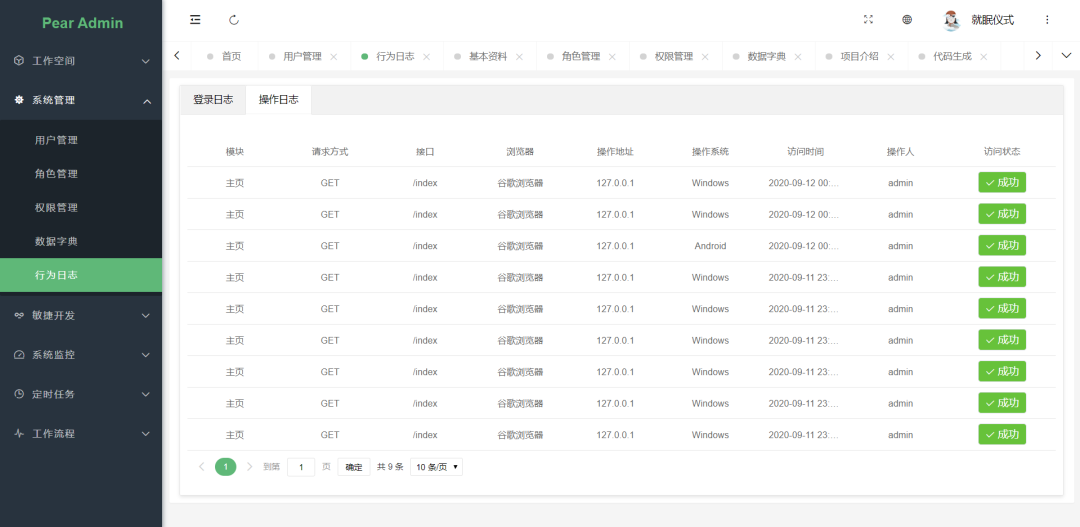 Pear Admin
就眠仪式
工作空间
系统管理
用户管理
角色管理
权限管理
数据字典
行为日志
敏捷开发
系统监控
定时任务
工作流程
首页 用户管理 行为日志 基本资料 角色管理 权限管理 数据字典 项目介绍 代码生成
登录日志 操作日志
模块 请求方式 接口 浏览器 操作地址 操作系统 访问时间 操作人 访问状态
主页 GET /index 谷歌浏览器 127.0.0.1 Windows 2020-09-12 00:... admin 成功
主页 GET /index 谷歌浏览器 127.0.0.1 Windows 2020-09-12 00:... admin 成功
主页 GET /index 谷歌浏览器 127.0.0.1 Android 2020-09-12 00:... admin 成功
主页 GET /index 谷歌浏览器 127.0.0.1 Windows 2020-09-11 23:... admin 成功
主页 GET /index 谷歌浏览器 127.0.0.1 Windows 2020-09-11 23:... admin 成功
主页 GET /index 谷歌浏览器 127.0.0.1 Windows 2020-09-11 23:... admin 成功
主页 GET /index 谷歌浏览器 127.0.0.1 Windows 2020-09-11 23:... admin 成功
主页 GET /index 谷歌浏览器 127.0.0.1 Windows 2020-09-11 23:... admin 成功
主页 GET /index 谷歌浏览器 127.0.0.1 Windows 2020-09-11 23:... admin 成功
1 到第 1 页 确定 共 9 条 10 条/页